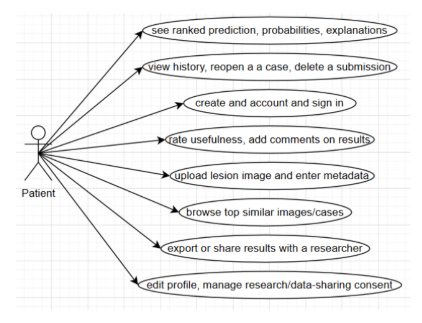 see ranked prediction, probabilities, explanations
view history, reopen a a case, delete a submission
create and account and sign in
rate usefulness, add comments on results
upload lesion image and enter metadata
Patient
browse top similar images/cases
export or share results with a researcher
edit profile, manage research/data-sharing consent